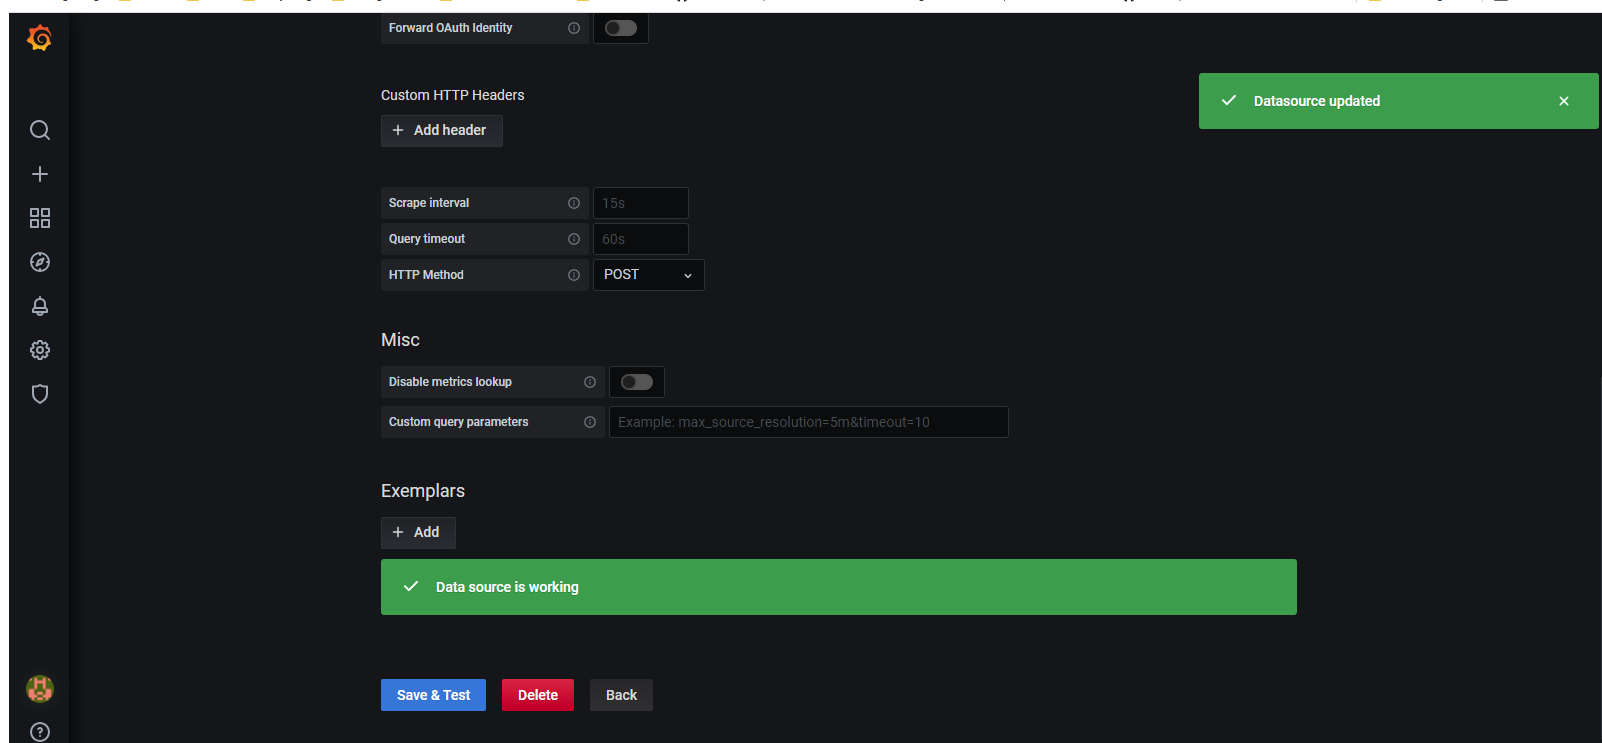 Forward OAuth Identity
Datasource updated
Custom HTTP Headers
Add header
Scrape interval
15s
Query timeout
60s
HTTP Method
POST
Misc
Disable metrics lookup
Custom query parameters
Example: max_source_resolution=5m&timeout=10
Exemplars
Add
Data source is working
Save & Test
Delete
Back